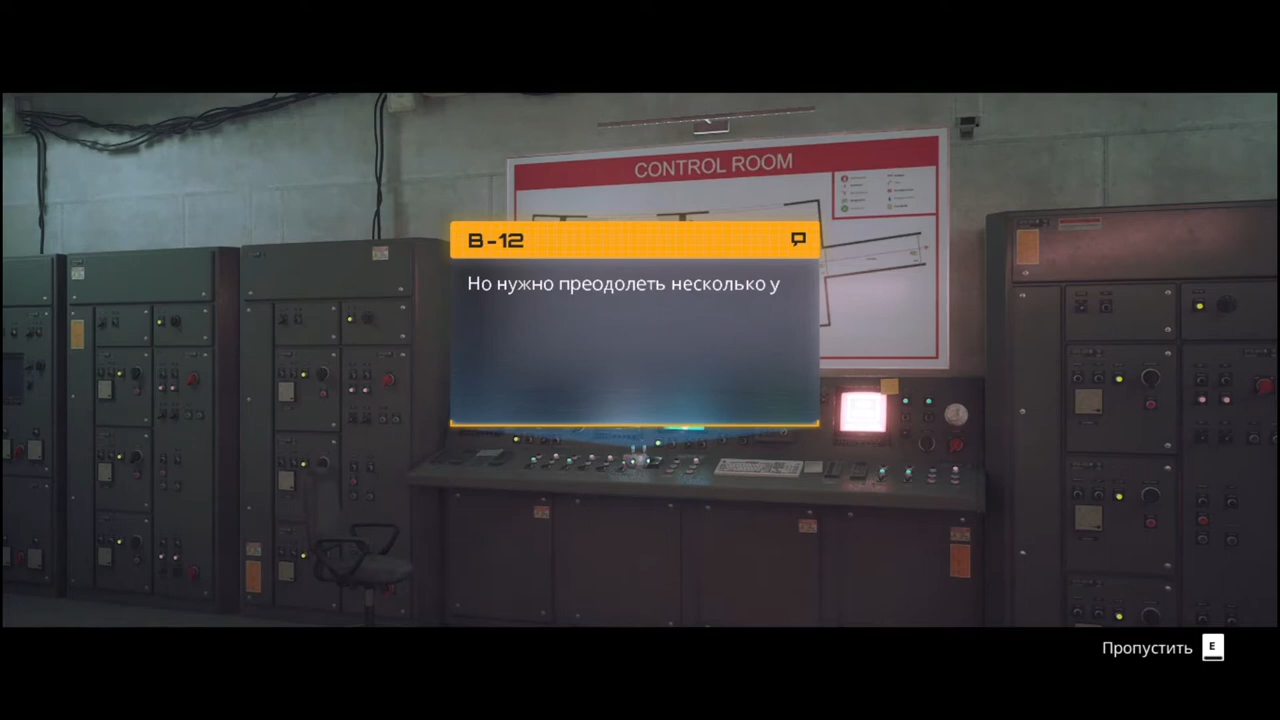 CONTROL ROOM
B-12
Но нужно преодолеть несколько у
Пропустить
E